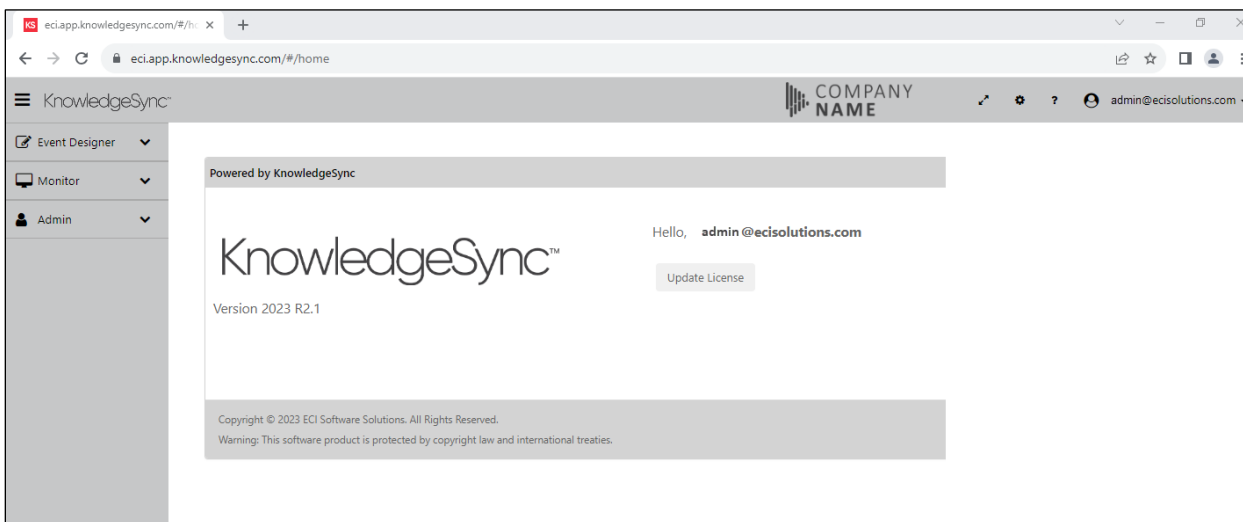 KS eci.app.knowledgesync.com/#/h
eci.app.knowledgesync.com/#/home
KnowledgeSync™
COMPANY
NAME
? admin@ecisolutions.com
Event Designer
Monitor
Admin
Powered by KnowledgeSync
KnowledgeSync™
Version 2023 R2.1
Hello, admin@ecisolutions.com
Update License
Copyright © 2023 ECI Software Solutions. All Rights Reserved.
Warning: This software product is protected by copyright law and international treaties.